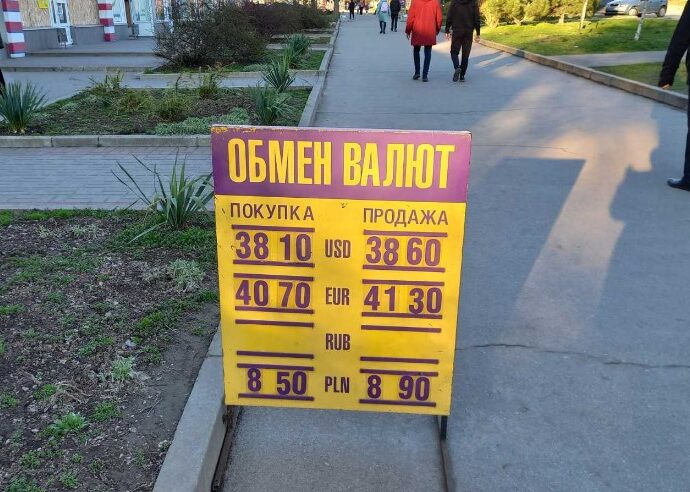 ОБМЕН ВАЛЮТ
ПОКУПКА ПРОДАЖА
38 10 USD 38 60
40 70 EUR 41 30
RUB
8 50 PLN 8 90